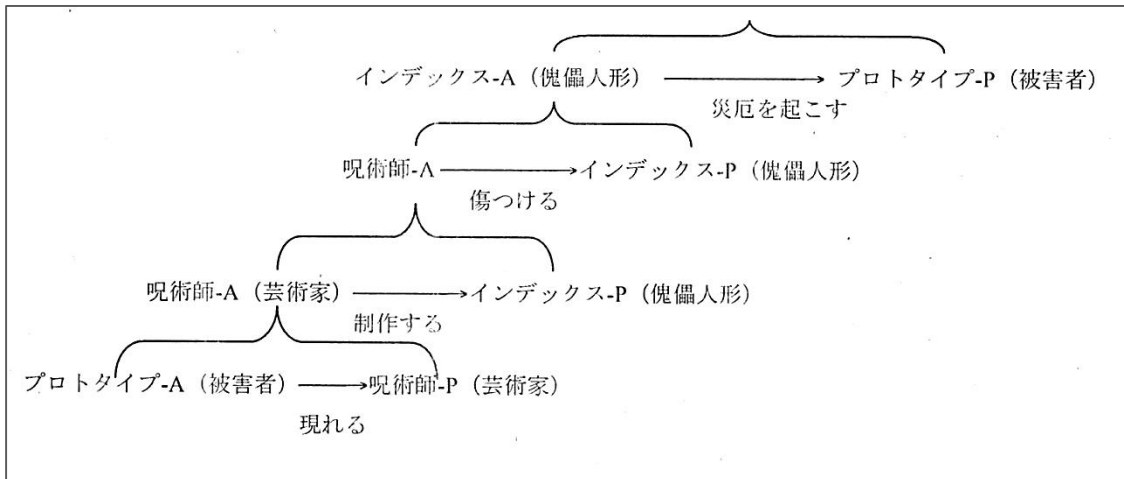 インデックス-A（傀儡人形） プロトタイプ-P（被害者）
災厄を起こす
呪術師-A インデックス-P（傀儡人形）
傷つける
呪術師-A（芸術家） インデックス-P（傀儡人形）
制作する
プロトタイプ-A（被害者） 呪術師-P（芸術家）
現れる